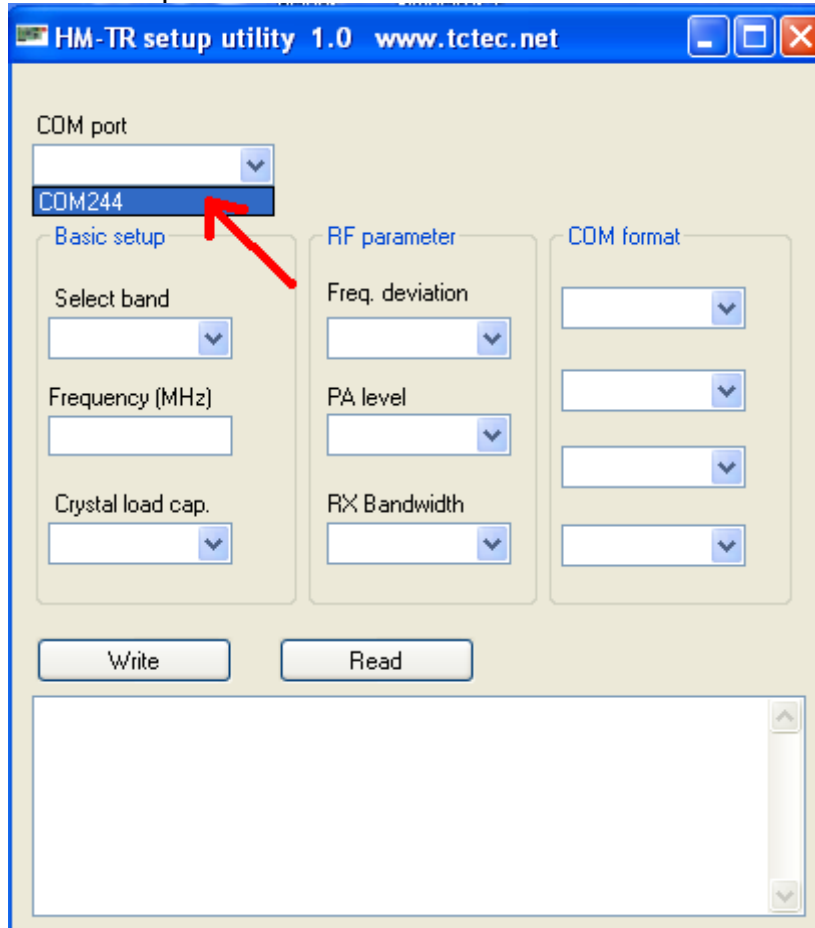 HM-TR setup utility 1.0 www.tctec.net
COM port
COM244
Basic setup
Select band
Frequency (MHz)
Crystal load cap.
RF parameter
Freq. deviation
PA level
RX Bandwidth
COM format
Write
Read